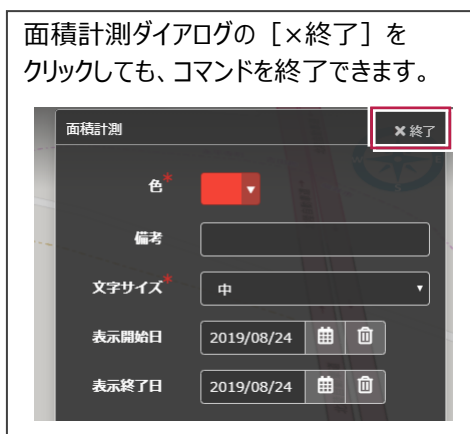 面積計測ダイアログの［×終了］を
クリックしても、コマンドを終了できます。
面積計測 ×終了
色*
備考
文字サイズ* 中
表示開始日 2019/08/24
表示終了日 2019/08/24